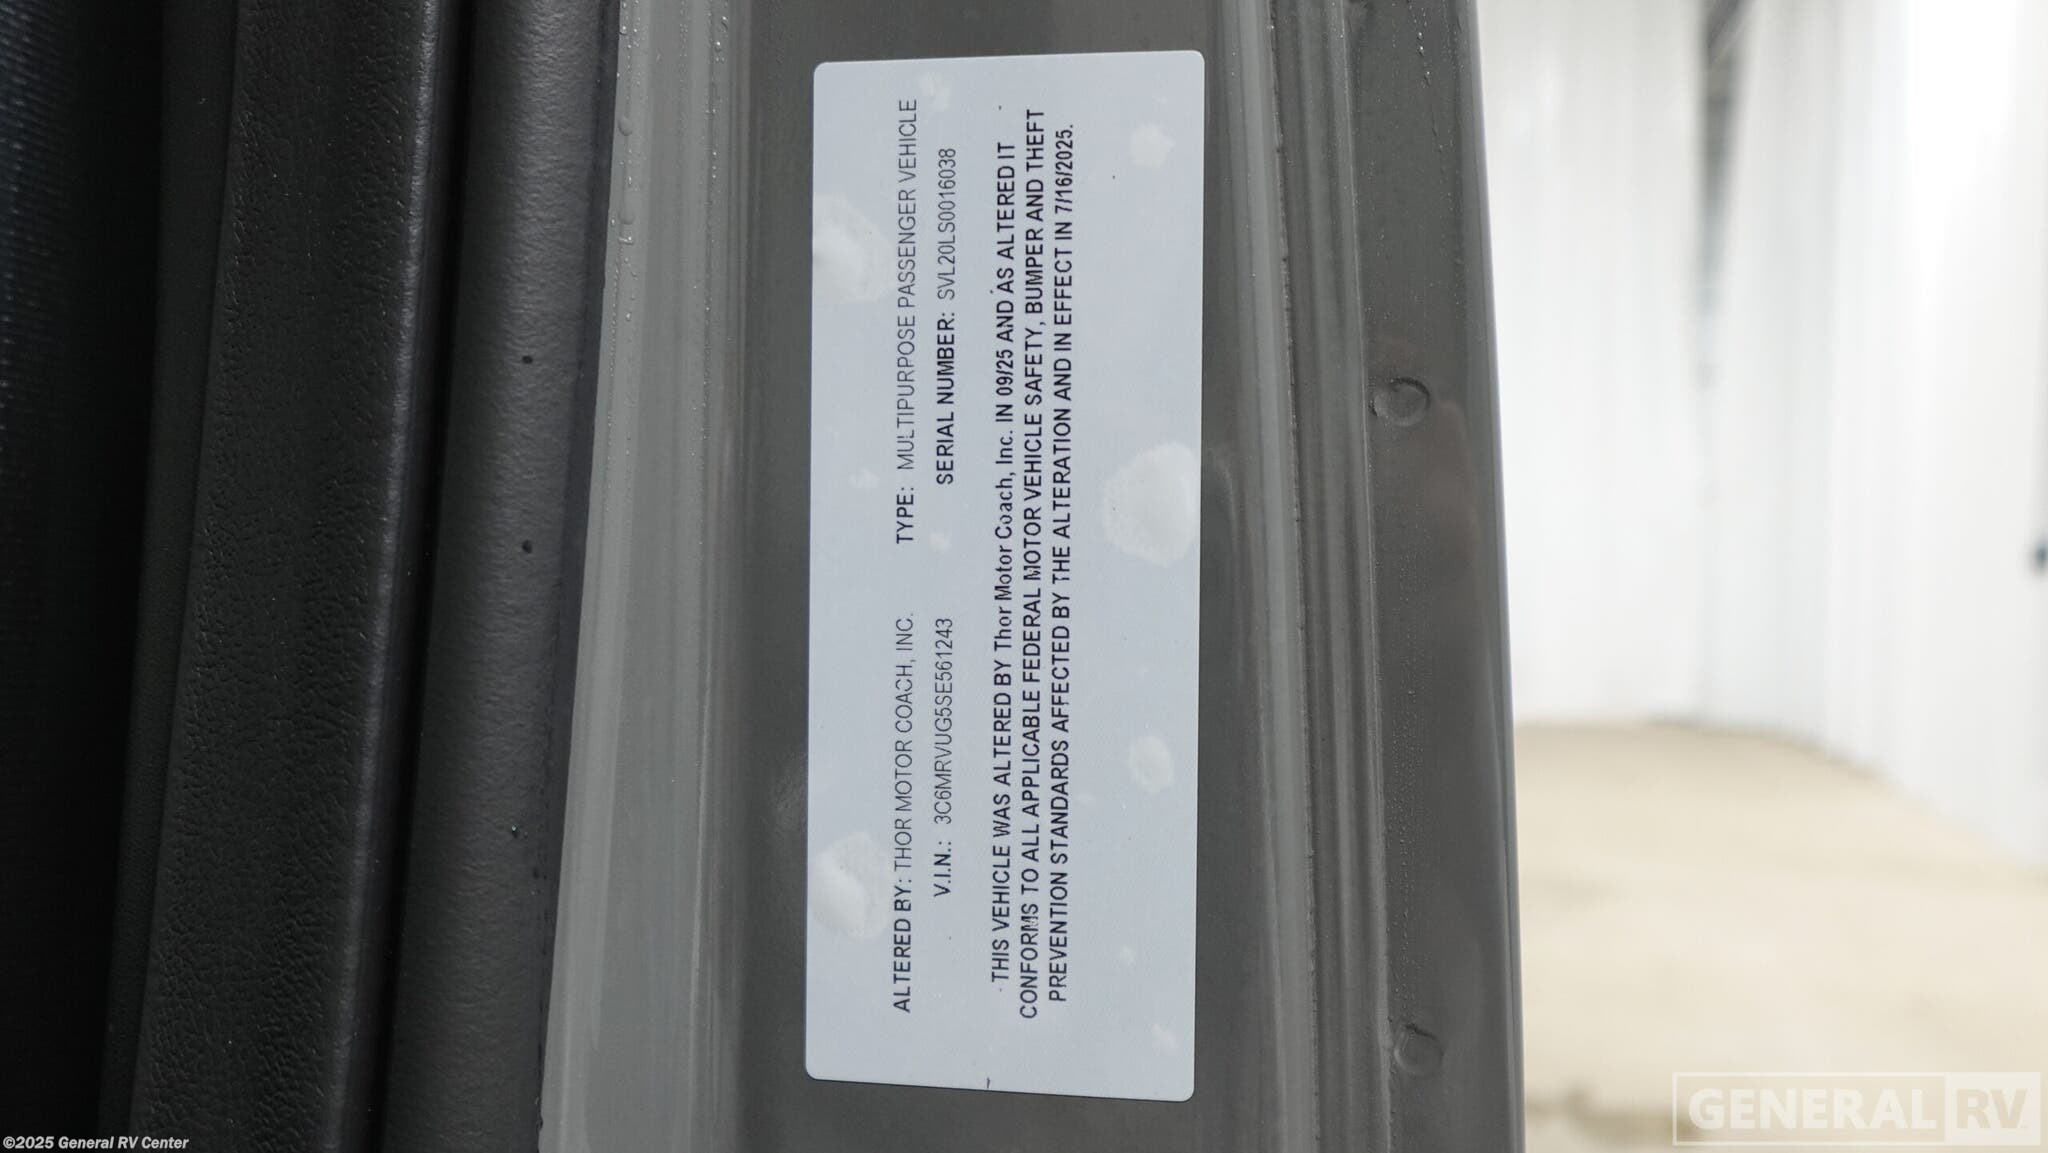 ALTERED BY: THOR MOTOR COACH, INC. TYPE: MULTIPURPOSE PASSENGER VEHICLE
V.I.N.: 3C6MRVUG5SE561243 SERIAL NUMBER: SVL20LS0016038
THIS VEHICLE WAS ALTERED BY Thor Motor Coach, Inc. IN 09/25 AND AS ALTERED IT
CONFORMS TO ALL APPLICABLE FEDERAL MOTOR VEHICLE SAFETY, BUMPER AND THEFT
PREVENTION STANDARDS AFFECTED BY THE ALTERATION AND IN EFFECT IN 7/16/2025.
GENERAL RV
©2025 General RV Center